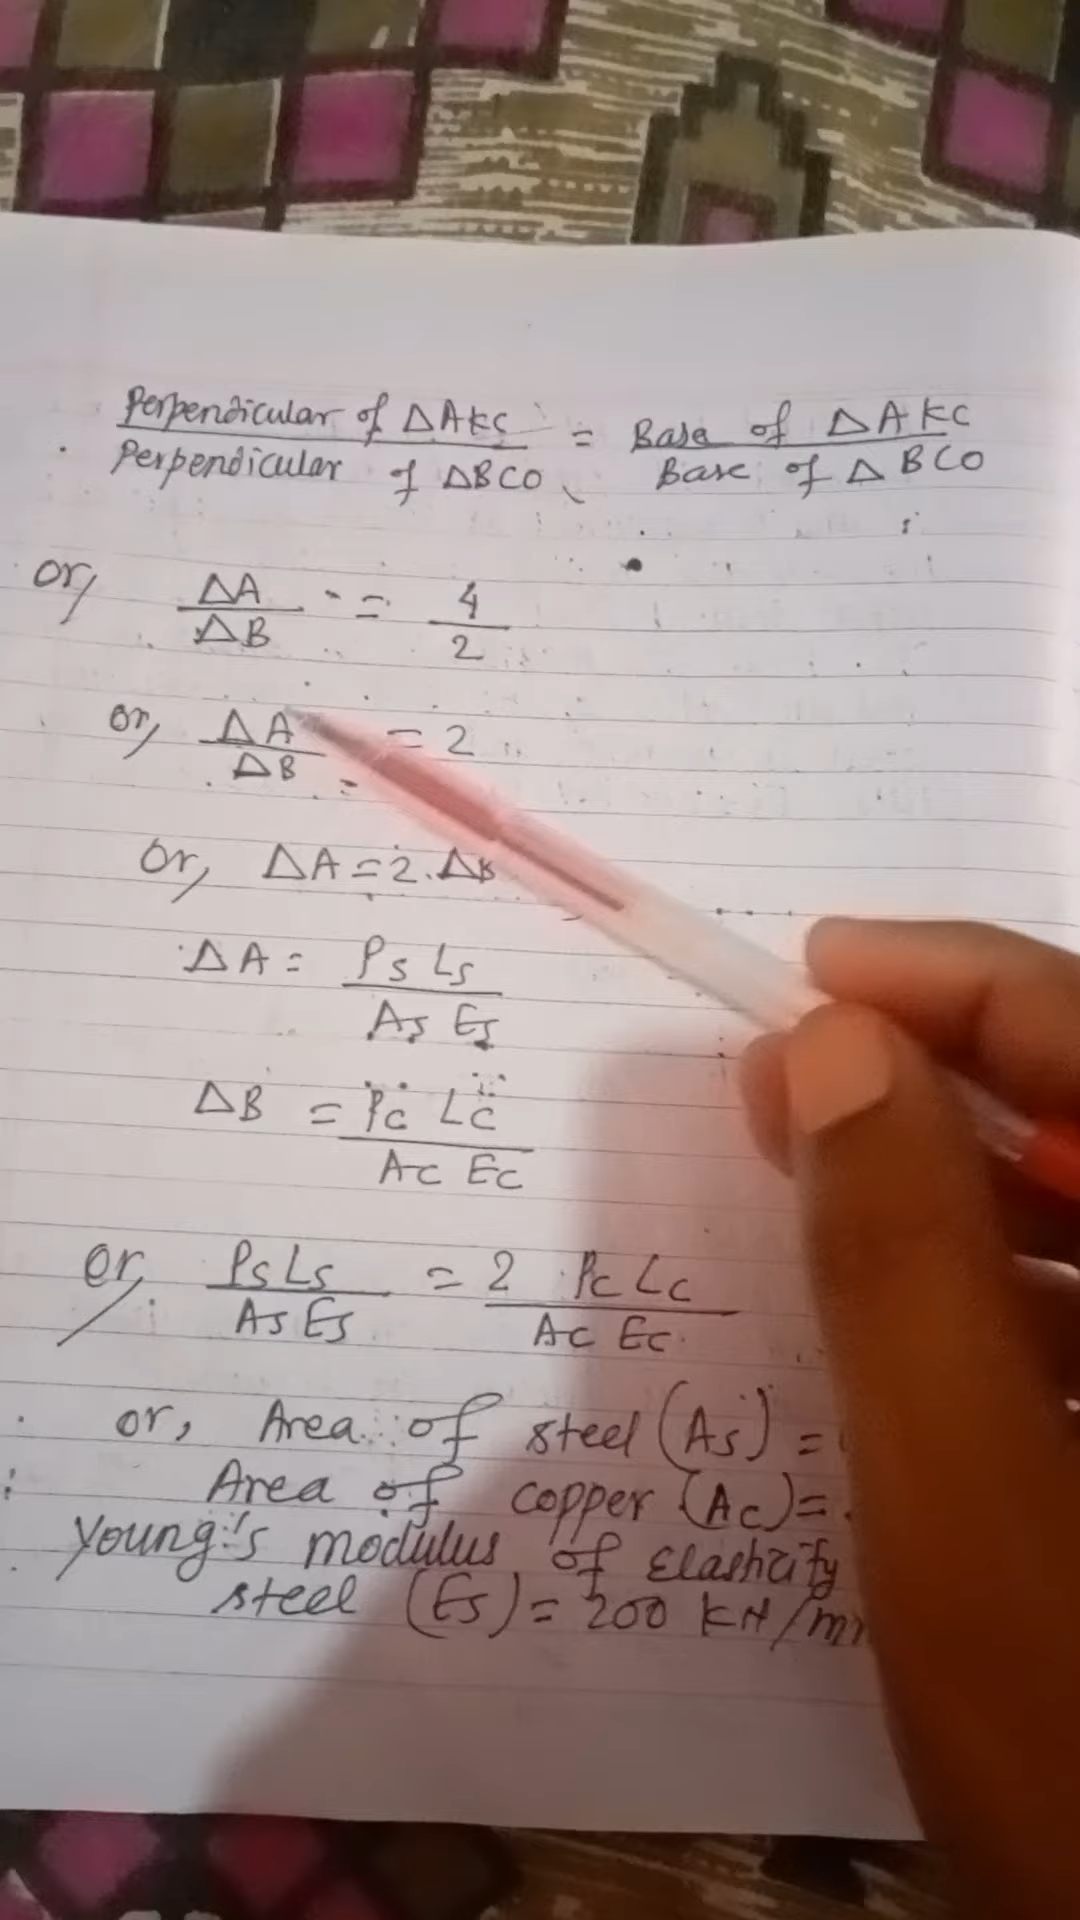 Perpendicular of ΔAKC = Base of ΔAKC
Perpendicular of ΔBCO Base of ΔBCO
or, ΔA = 4
ΔB 2
or, ΔA = 2
ΔB
or, ΔA = 2.ΔB
ΔA = Ps Ls
As Es
ΔB = Pc Lc
Ac Ec
or, Ps Ls = 2 Pc Lc
As Es Ac Ec
or, Area of steel (As) =
Area of copper (Ac) =
Young's modulus of Elasticity
steel (Es) = 200 KN/